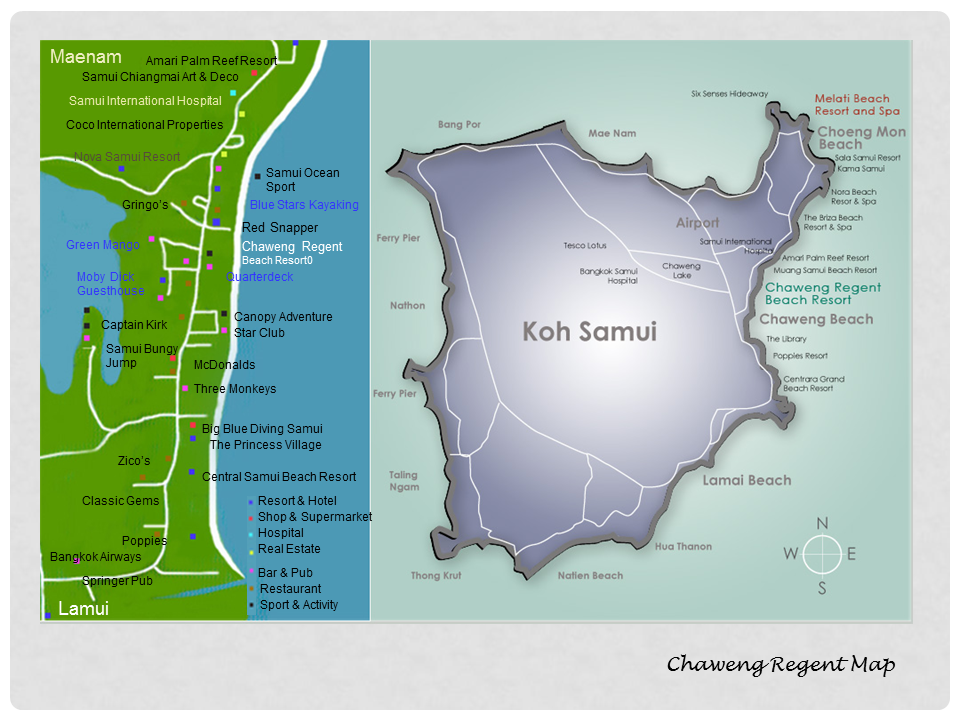 Maenam
Amari Palm Reef Resort
Samui Chiangmai Art & Deco
Samui International Hospital
Coco International Properties
Nova Samui Resort
Samui Ocean
Sport
Gringo's
Blue Stars Kayaking
Red Snapper
Green Mango
Chaweng Regent
Beach Resort0
Moby Dick
Guesthouse
Quarterdeck
Captain Kirk
Canopy Adventure
Star Club
Samui Bungy
Jump
McDonalds
Three Monkeys
Big Blue Diving Samui
The Princess Village
Zico's
Central Samui Beach Resort
Classic Gems
Poppies
Bangkok Airways
Springer Pub
Lamui
Resort & Hotel
Shop & Supermarket
Hospital
Real Estate
Bar & Pub
Restaurant
Sport & Activity
Six Senses Hideaway
Melati Beach
Resort and Spa
Bang Por
Mae Nam
Choeng Mon
Beach
Sala Samui Resort
Kama Samui
Nora Beach
Resor & Spa
The Briza Beach
Resort & Spa
Airport
Ferry Pier
Tesco Lotus
Samui International
Hospital
Amari Palm Reef Resort
Muang Samui Beach Resort
Bangkok Samui
Hospital
Chaweng
Lake
Chaweng Regent
Beach Resort
Nathon
Chaweng Beach
Koh Samui
The Library
Poppies Resort
Centrara Grand
Beach Resort
Ferry Pier
Taling
Ngam
Lamai Beach
Hua Thanon
Thong Krut
Natien Beach
N
W E
S
Chaweng Regent Map